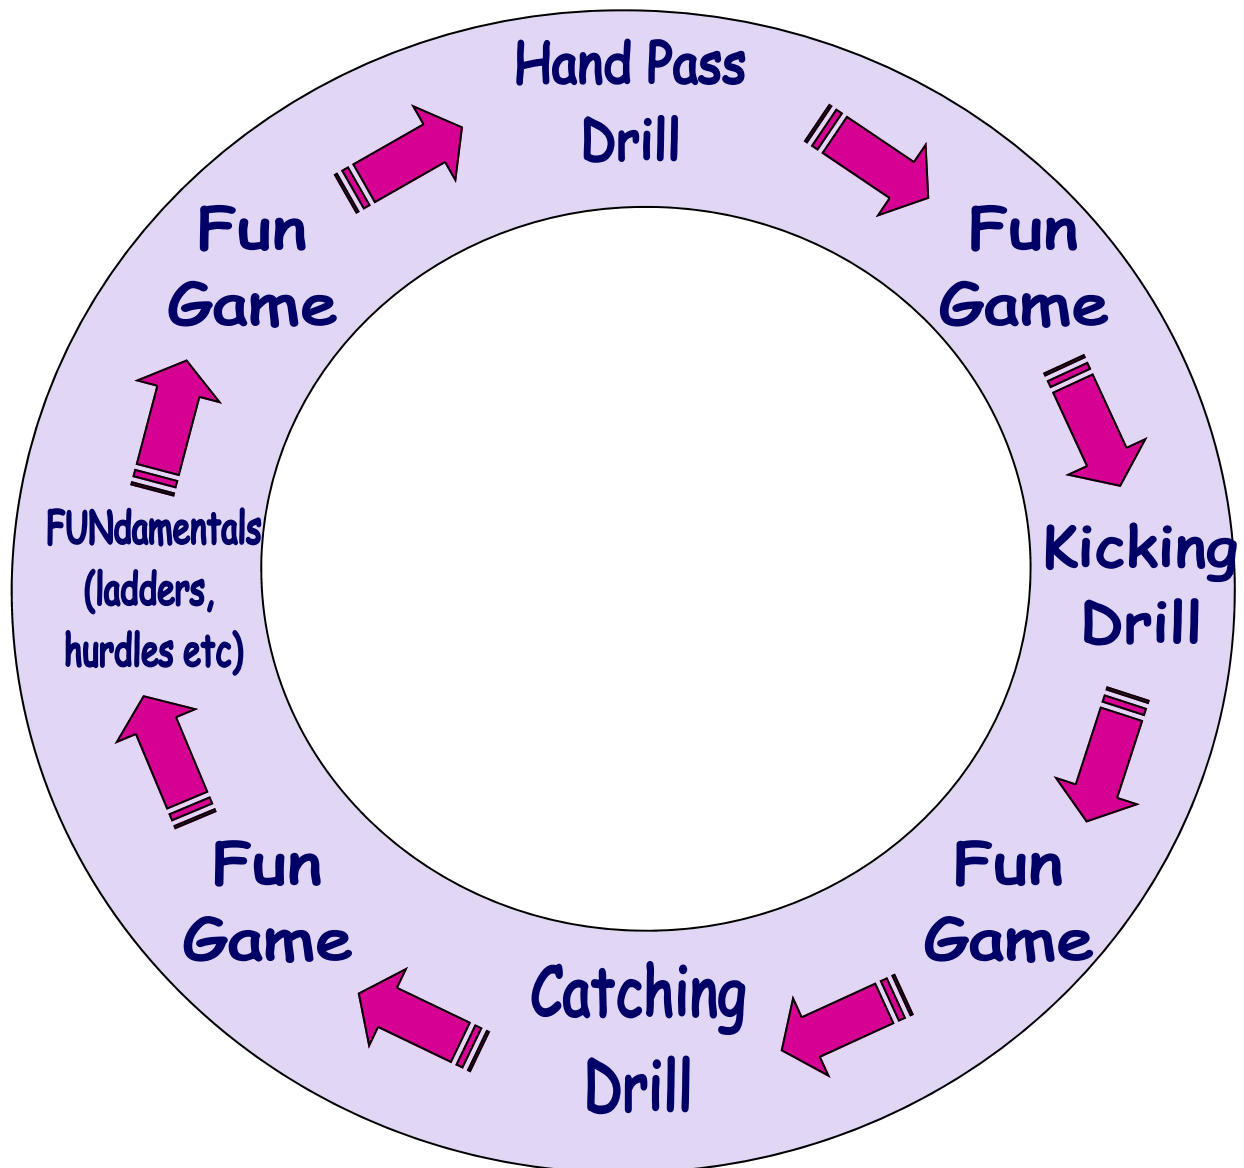 Hand Pass
Drill
Fun
Game
Kicking
Drill
Fun
Game
Catching
Drill
Fun
Game
FUNdamentals
(ladders,
hurdles etc)
Fun
Game